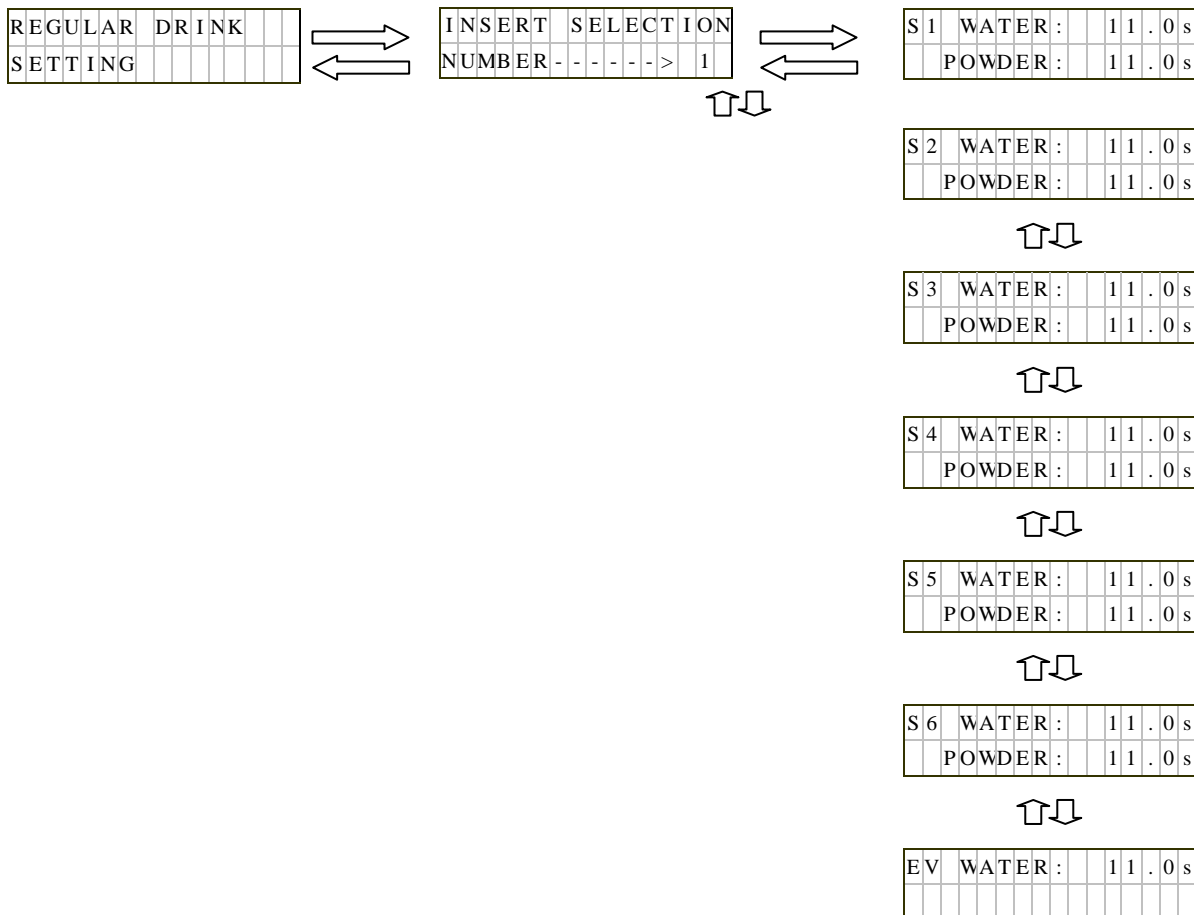 REGULAR DRINK
SETTING
INSERT SELECTION
NUMBER------> 1
S1 WATER: 11.0s
POWDER: 11.0s
S2 WATER: 11.0s
POWDER: 11.0s
S3 WATER: 11.0s
POWDER: 11.0s
S4 WATER: 11.0s
POWDER: 11.0s
S5 WATER: 11.0s
POWDER: 11.0s
S6 WATER: 11.0s
POWDER: 11.0s
EV WATER: 11.0s